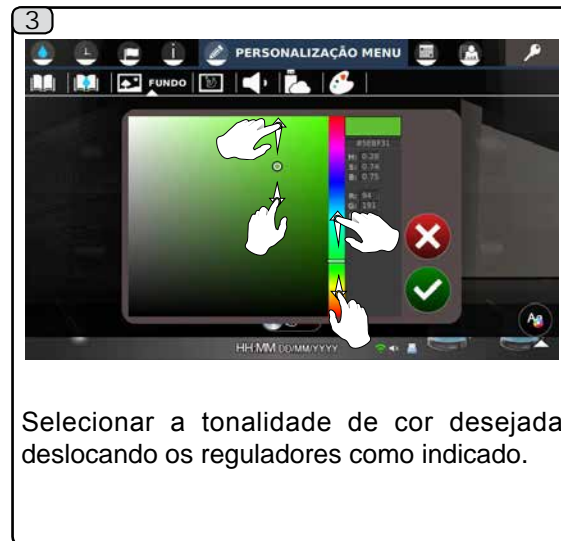 3
PERSONALIZAÇÃO MENU
FUNDO
#5EBF31
H: 0.28
S: 0.74
B: 0.75
R: 94
G: 191
HH:MM DD/MM/YYYY
Selecionar a tonalidade de cor desejada
deslocando os reguladores como indicado.